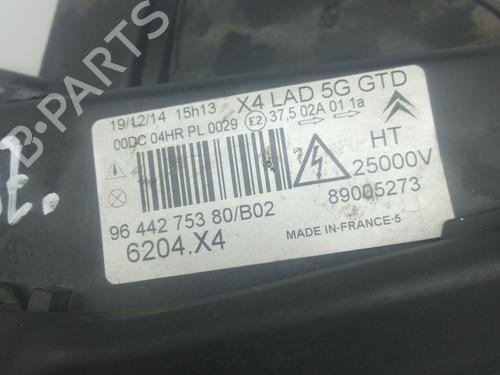 19/12/14 15h13 X4 LAD 5G GTD
00DC 04HR PL 0029 E2 37,5 02A 01 1a
HT
25000V
89005273
96 442 753 80/B02
6204.X4
MADE IN-FRANCE-5
B-PARTS